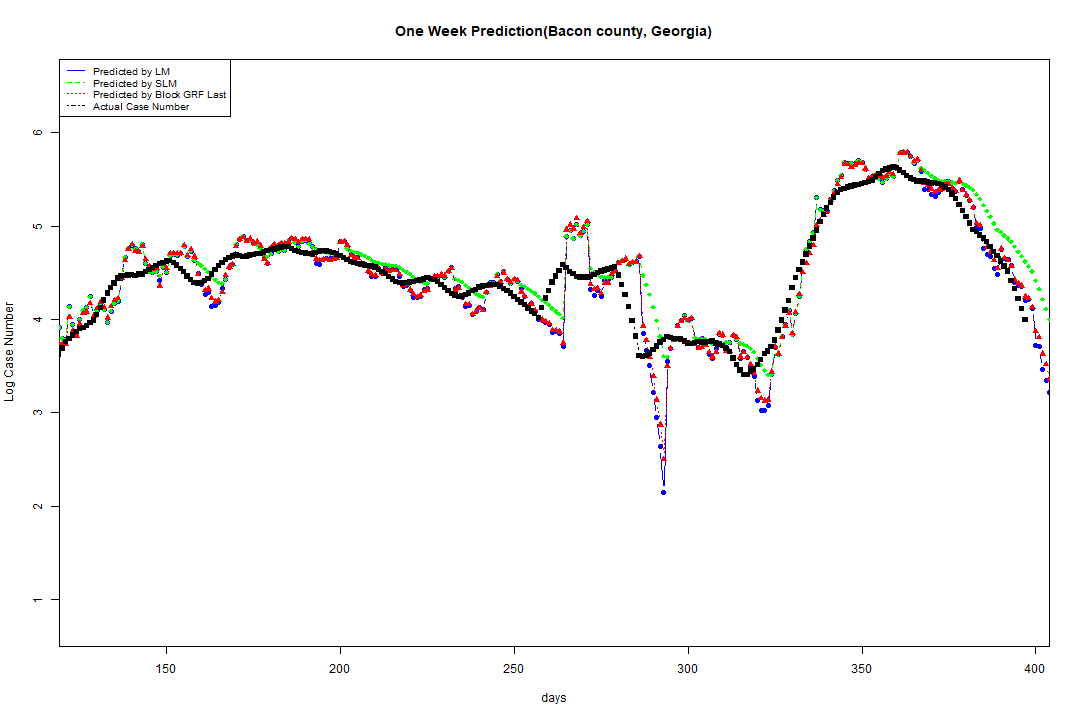 One Week Prediction(Bacon county, Georgia)
Predicted by LM
Predicted by SLM
Predicted by Block GRF Last
Actual Case Number
6
5
4
3
2
1
Log Case Number
150 200 250 300 350 400
days